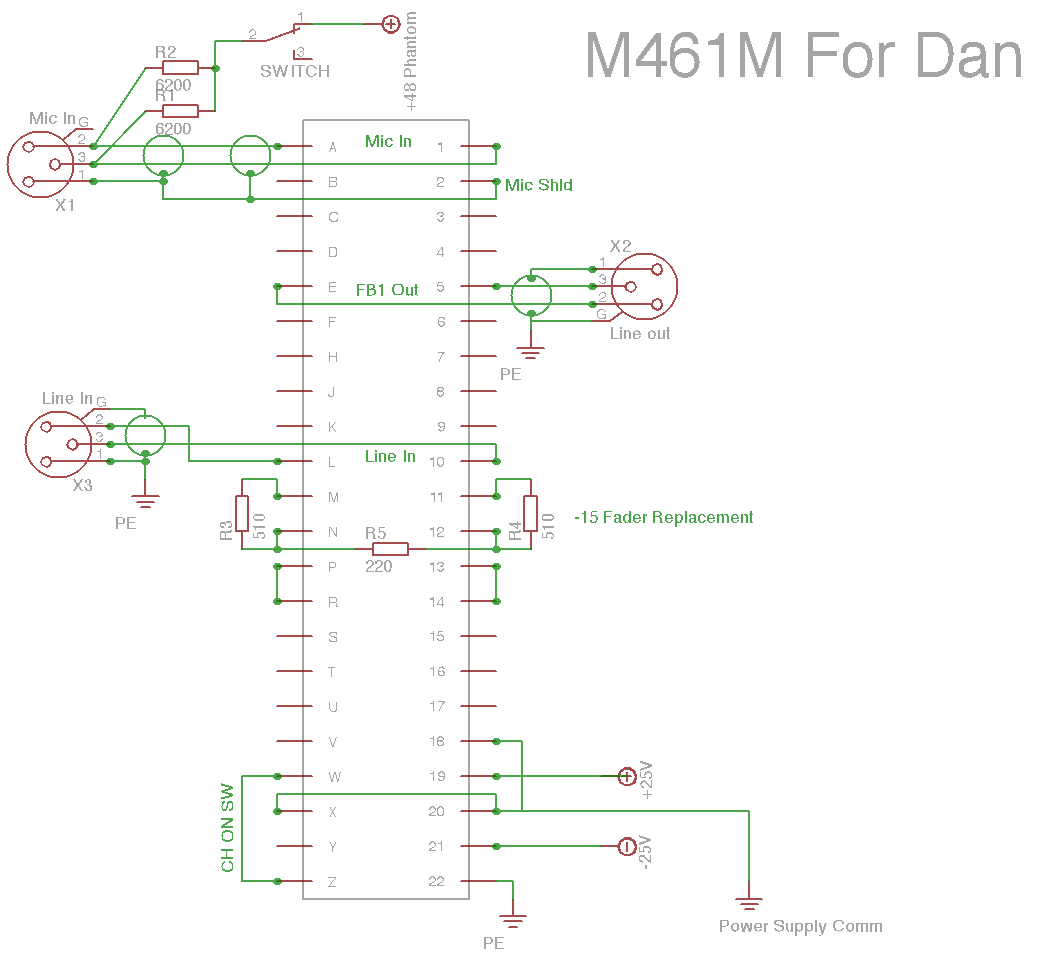 M461M For Dan
1
2
3
SWITCH
+48 Phantom
R2
6200
R1
6200
Mic In
G
2
3
1
X1
A Mic In 1
B 2 Mic Shld
C 3
D 4
E FB1 Out 5
F 6
H 7
J 8
K 9
L Line In 10
M 11
N 12
P 13
R 14
S 15
T 16
U 17
V 18
W 19
X 20
Y 21
Z 22
X2
1
3
2
G
Line out
PE
Line In
G
2
3
1
X3
PE
R3
510
R5
220
R4
510
-15 Fader Replacement
CH ON SW
+25V
-25V
PE
Power Supply Comm